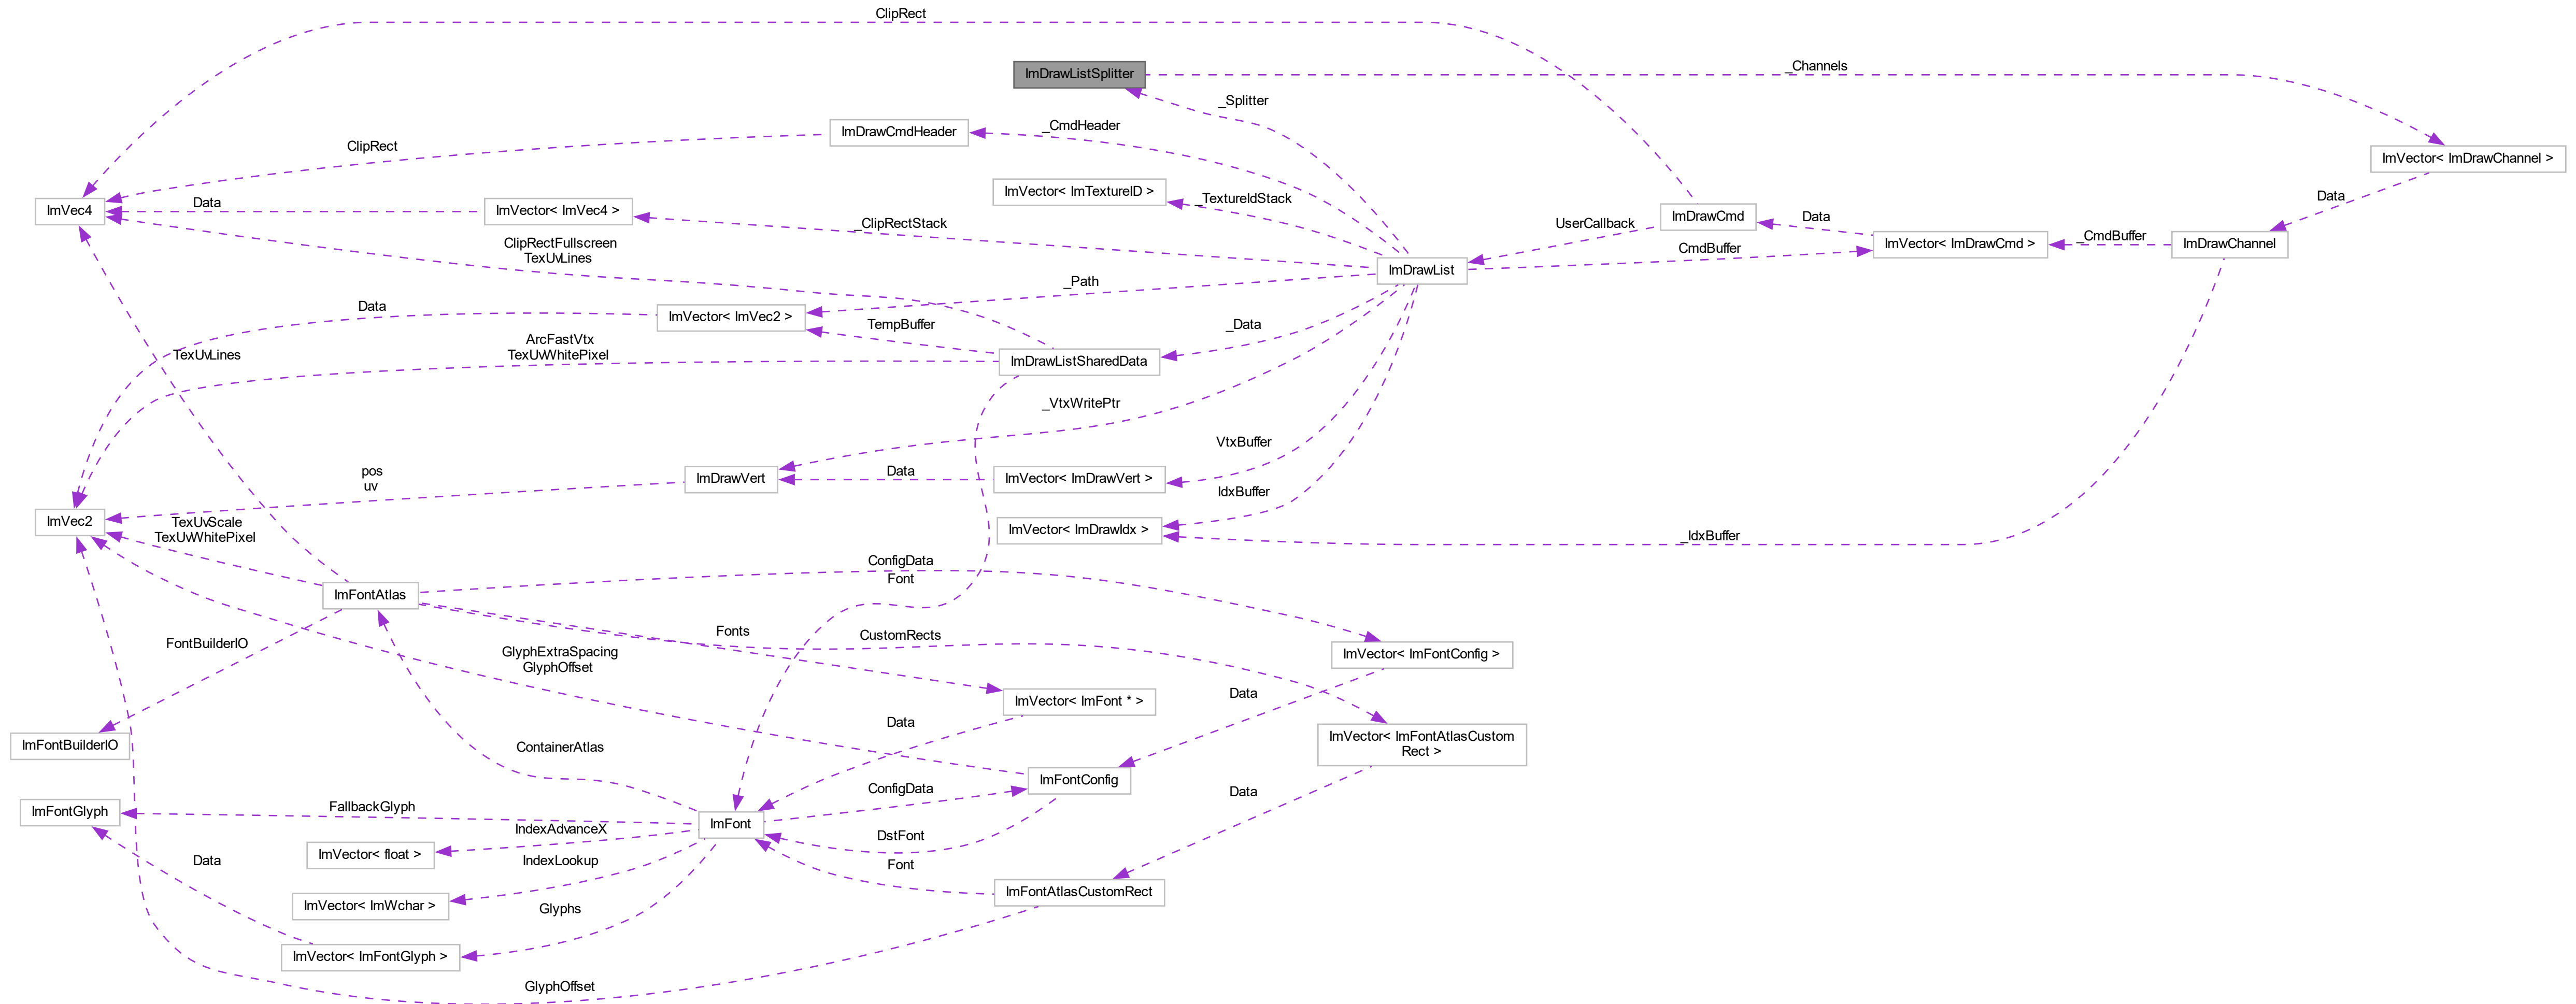 ClipRect
_Channels
ImDrawListSplitter
_Splitter
_CmdHeader
ImDrawCmdHeader
ClipRect
ImVector< ImDrawChannel >
ImVector< ImTextureID >
_TextureIdStack
Data
ImVec4
Data
ImVector< ImVec4 >
_ClipRectStack
UserCallback
ImDrawCmd
Data
_CmdBuffer
ImDrawChannel
ImVector< ImDrawCmd >
CmdBuffer
ClipRectFullscreen
TexUvLines
ImDrawList
_Path
Data
ImVector< ImVec2 >
TempBuffer
_Data
ArcFastVtx
TexUvWhitePixel
TexUvLines
ImDrawListSharedData
_VtxWritePtr
VtxBuffer
pos
uv
ImDrawVert
Data
ImVector< ImDrawVert >
IdxBuffer
ImVec2
TexUvScale
TexUvWhitePixel
ImVector< ImDrawIdx >
_IdxBuffer
ConfigData
Font
ImFontAtlas
Fonts
CustomRects
FontBuilderIO
GlyphExtraSpacing
GlyphOffset
ImVector< ImFontConfig >
Data
ImVector< ImFont * >
Data
ImFontBuilderIO
ContainerAtlas
ImVector< ImFontAtlasCustom
Rect >
ImFontConfig
ImFontGlyph
FallbackGlyph
ConfigData
Data
ImFont
IndexAdvanceX
DstFont
ImVector< float >
Data
IndexLookup
Font
ImFontAtlasCustomRect
ImVector< ImWchar >
Glyphs
ImVector< ImFontGlyph >
GlyphOffset